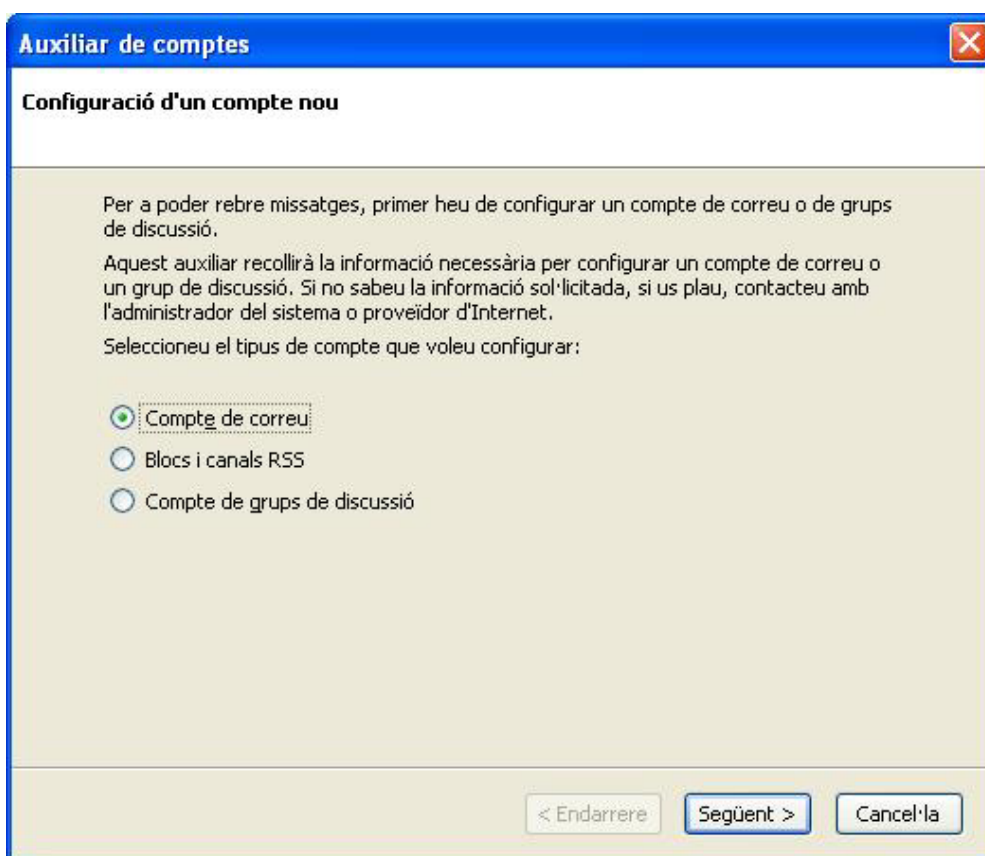 Auxiliar de comptes
Configuració d'un compte nou
Per a poder rebre missatges, primer heu de configurar un compte de correu o de grups
de discussió.
Aquest auxiliar recollirà la informació necessària per configurar un compte de correu o
un grup de discussió. Si no sabeu la informació sol·licitada, si us plau, contacteu amb
l'administrador del sistema o proveïdor d'Internet.
Seleccioneu el tipus de compte que voleu configurar:
Compte de correu
Blocs i canals RSS
Compte de grups de discussió
< Endarrere
Següent >
Cancel·la